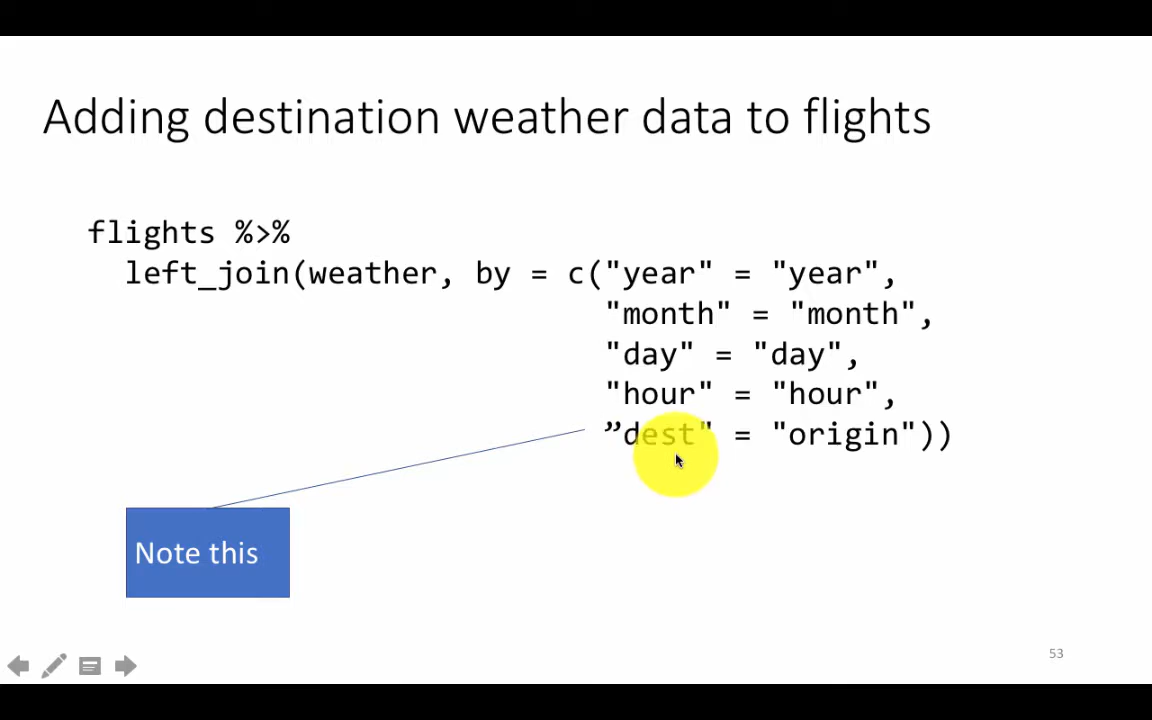 Adding destination weather data to flights
flights %>%
left_join(weather, by = c("year" = "year",
"month" = "month",
"day" = "day",
"hour" = "hour",
”dest" = "origin"))
Note this
53